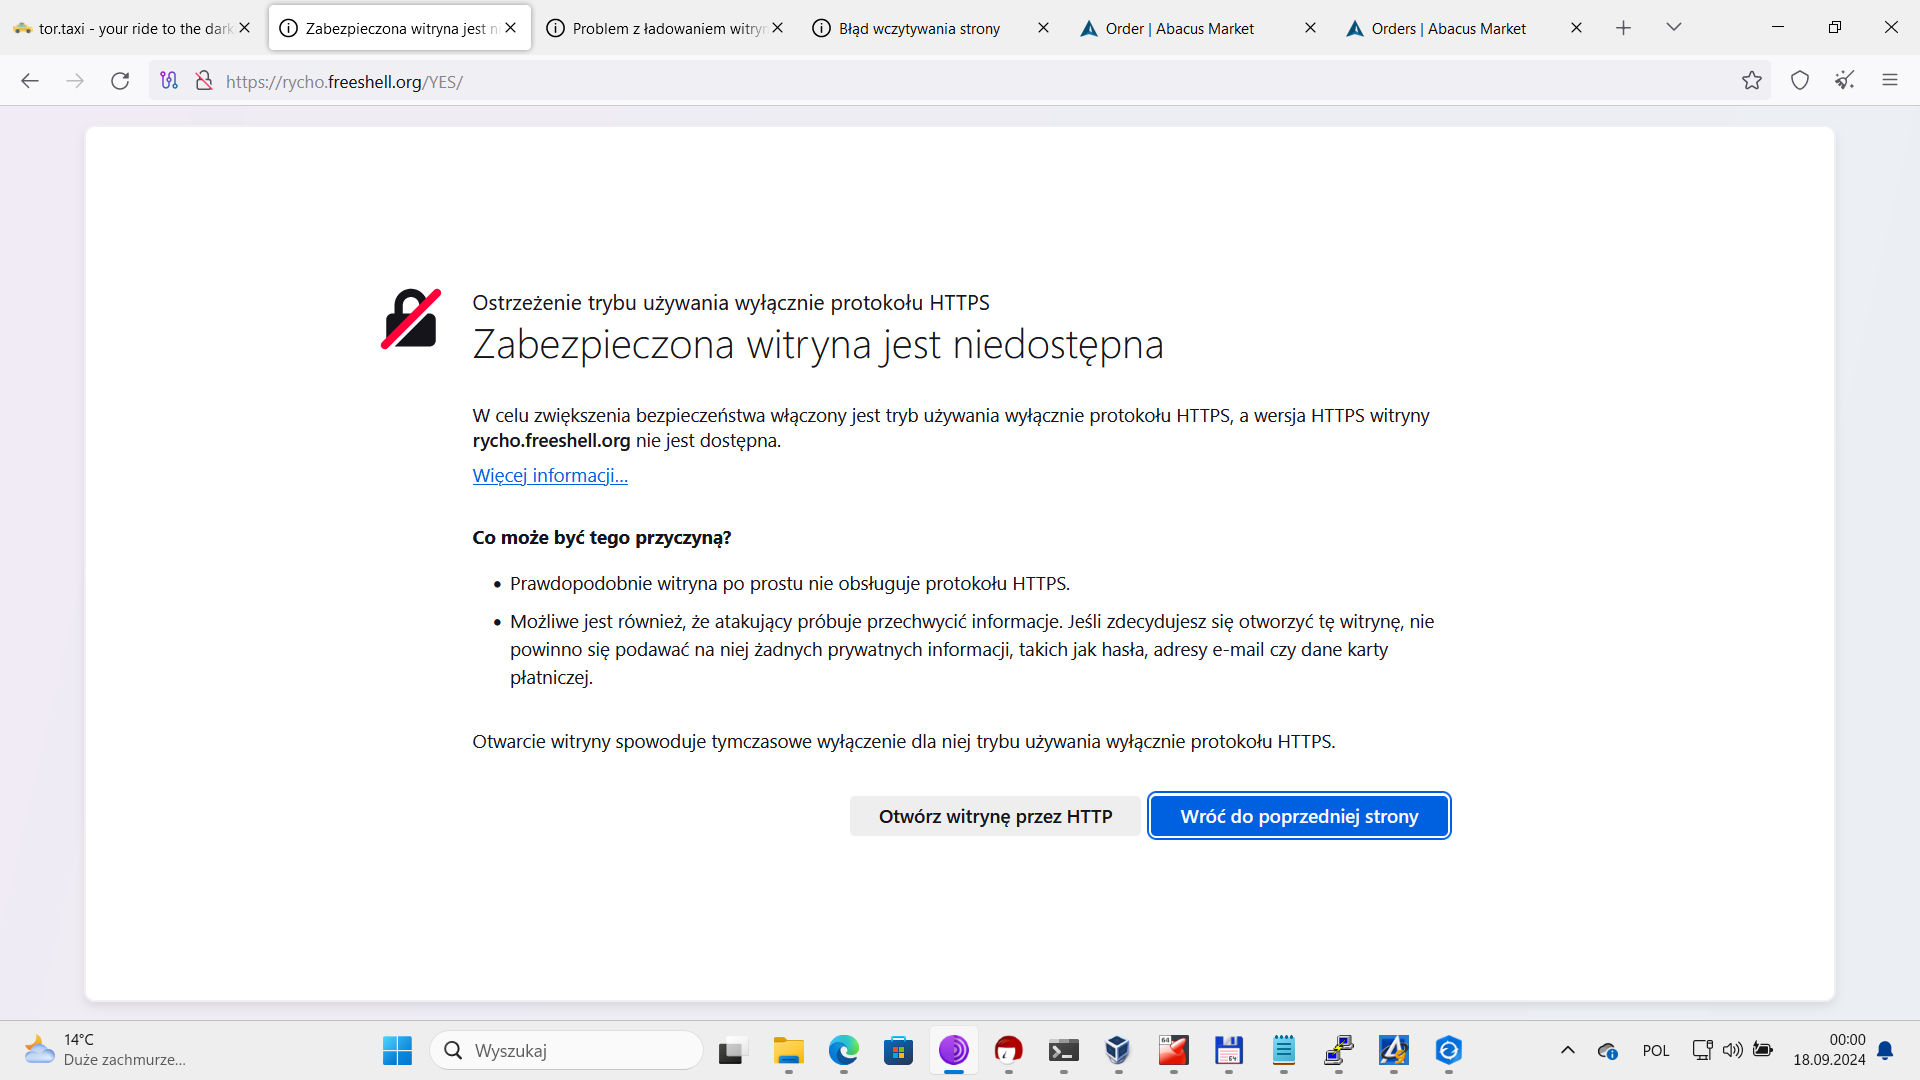 tor.taxi - your ride to the dark
Zabezpieczona witryna jest ni
Problem z ładowaniem witryn
Błąd wczytywania strony
Order | Abacus Market
Orders | Abacus Market
https://rycho.freeshell.org/YES/
Ostrzeżenie trybu używania wyłącznie protokołu HTTPS
Zabezpieczona witryna jest niedostępna
W celu zwiększenia bezpieczeństwa włączony jest tryb używania wyłącznie protokołu HTTPS, a wersja HTTPS witryny
rycho.freeshell.org nie jest dostępna.
Więcej informacji…
Co może być tego przyczyną?
• Prawdopodobnie witryna po prostu nie obsługuje protokołu HTTPS.
• Możliwe jest również, że atakujący próbuje przechwycić informacje. Jeśli zdecydujesz się otworzyć tę witrynę, nie
powinno się podawać na niej żadnych prywatnych informacji, takich jak hasła, adresy e-mail czy dane karty
płatniczej.
Otwarcie witryny spowoduje tymczasowe wyłączenie dla niej trybu używania wyłącznie protokołu HTTPS.
Otwórz witrynę przez HTTP
Wróć do poprzedniej strony
14°C
Duże zachmurze...
Wyszukaj
64
64
POL
00:00
18.09.2024